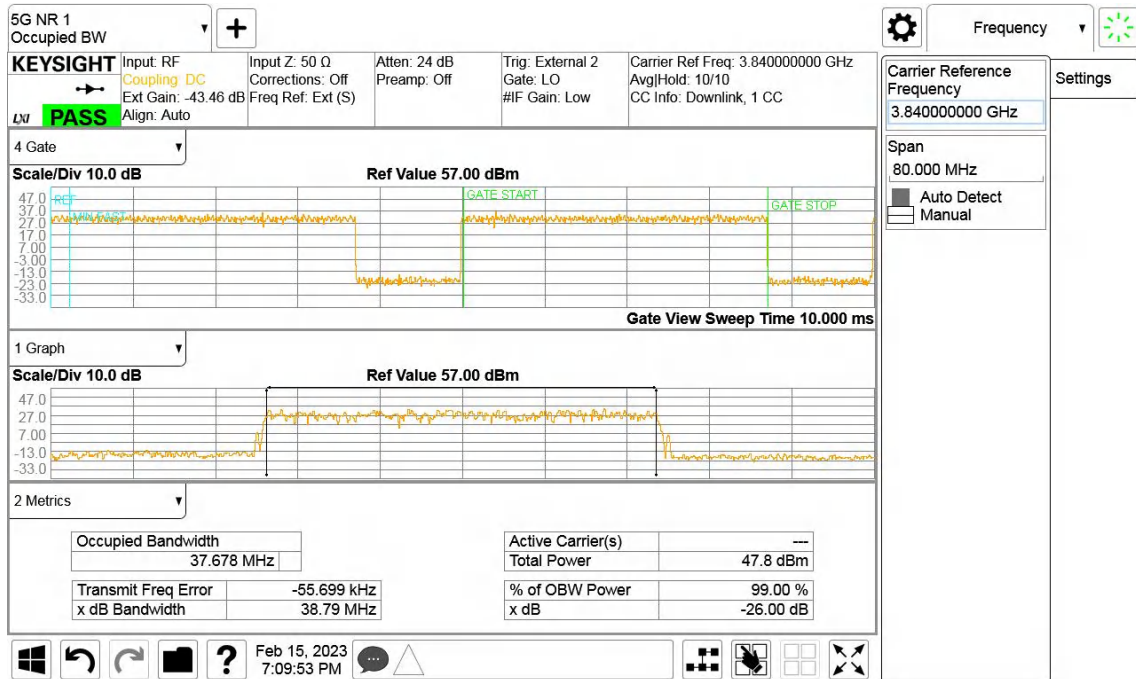 5G NR 1
Occupied BW
+
Frequency
KEYSIGHT
LXI
PASS
Input: RF
Coupling: DC
Ext Gain: -43.46 dB
Align: Auto
Input Z: 50 Ω
Corrections: Off
Freq Ref: Ext (S)
Atten: 24 dB
Preamp: Off
Trig: External 2
Gate: LO
#IF Gain: Low
Carrier Ref Freq: 3.840000000 GHz
Avg|Hold: 10/10
CC Info: Downlink, 1 CC
Carrier Reference
Frequency
3.840000000 GHz
Settings
Span
80.000 MHz
Auto Detect
Manual
4 Gate
Scale/Div 10.0 dB
Ref Value 57.00 dBm
47.0
37.0
27.0
17.0
7.00
-3.00
-13.0
-23.0
-33.0
REF
MIN FAST
GATE START
GATE STOP
Gate View Sweep Time 10.000 ms
1 Graph
Scale/Div 10.0 dB
Ref Value 57.00 dBm
47.0
27.0
7.00
-13.0
-33.0
2 Metrics
Occupied Bandwidth
37.678 MHz
Active Carrier(s) ---
Total Power 47.8 dBm
Transmit Freq Error -55.699 kHz
x dB Bandwidth 38.79 MHz
% of OBW Power 99.00 %
x dB -26.00 dB
?
Feb 15, 2023
7:09:53 PM